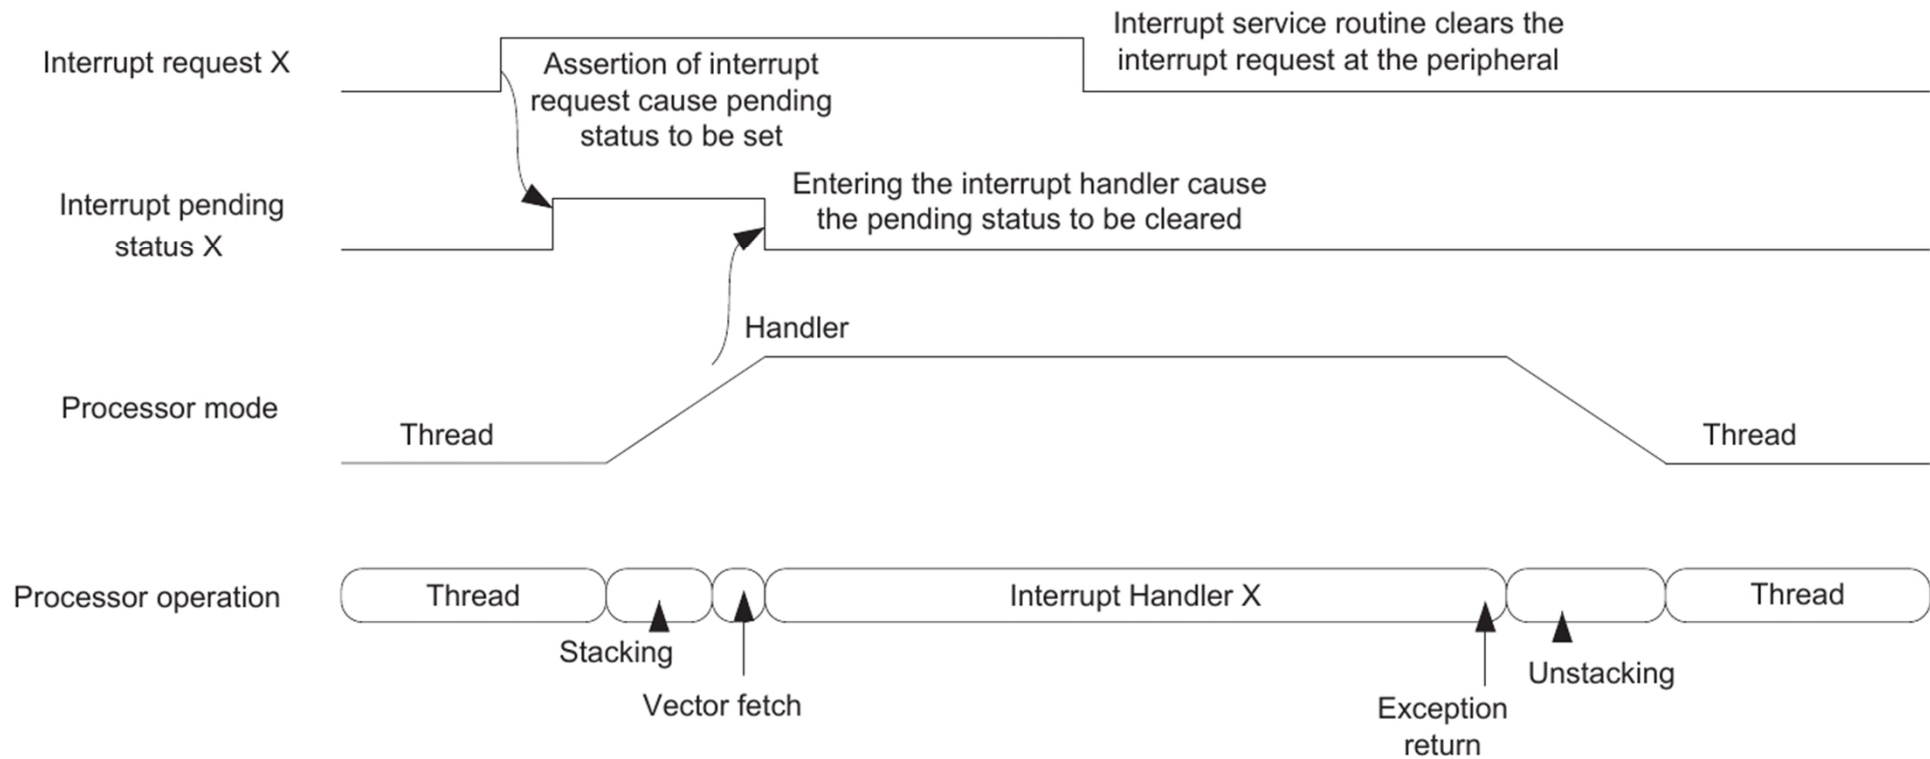 Interrupt request X
Assertion of interrupt
request cause pending
status to be set
Interrupt service routine clears the
interrupt request at the peripheral
Interrupt pending
status X
Entering the interrupt handler cause
the pending status to be cleared
Processor mode
Thread
Handler
Thread
Processor operation
Thread
Interrupt Handler X
Thread
Stacking
Vector fetch
Exception
return
Unstacking